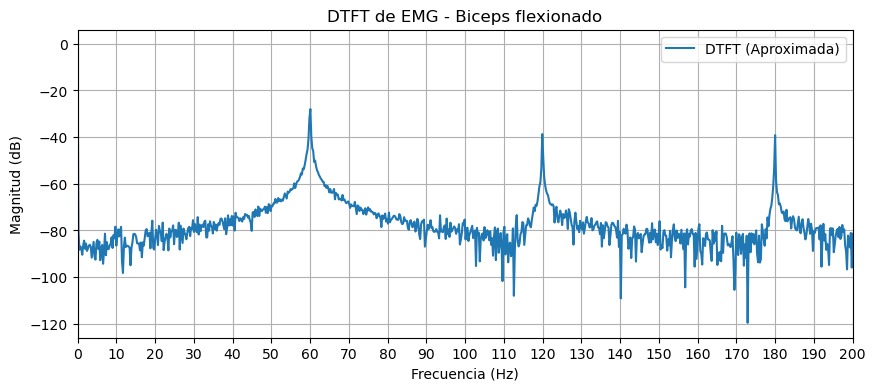 DTFT de EMG - Biceps flexionado
DTFT (Aproximada)
Magnitud (dB)
0
−20
−40
−60
−80
−100
−120
0 10 20 30 40 50 60 70 80 90 100 110 120 130 140 150 160 170 180 190 200
Frecuencia (Hz)